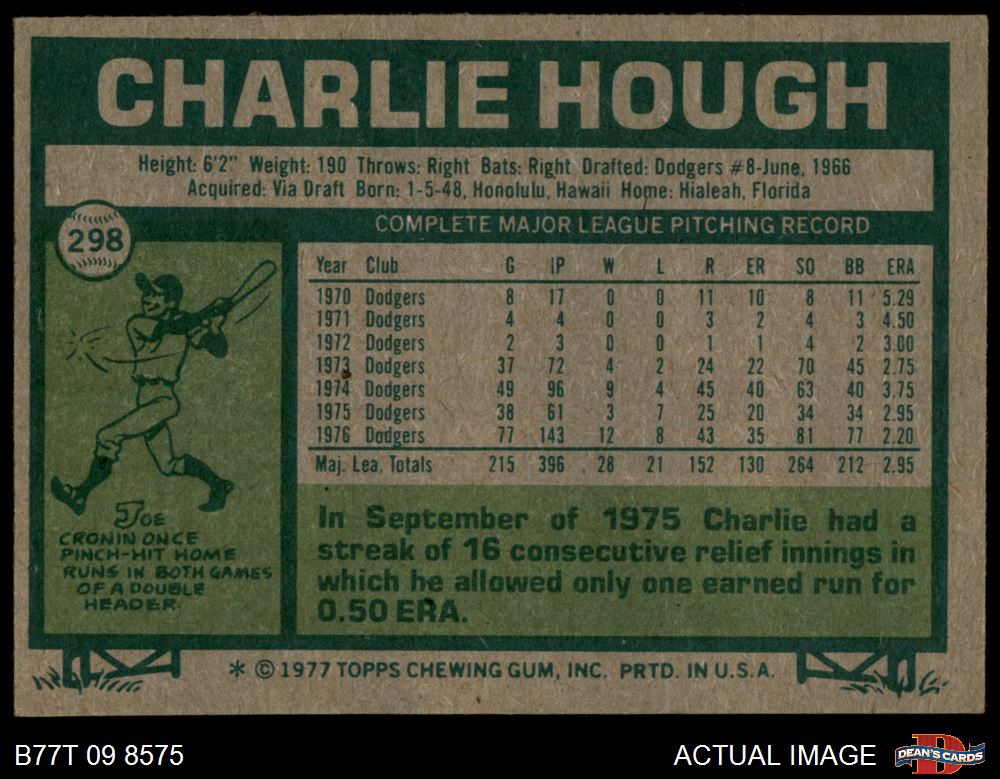 CHARLIE HOUGH
Height: 6'2" Weight: 190 Throws: Right Bats: Right Drafted: Dodgers #8-June, 1966
Acquired: Via Draft Born: 1-5-48, Honolulu, Hawaii Home: Hialeah, Florida
298
COMPLETE MAJOR LEAGUE PITCHING RECORD
Year Club G IP W L R ER SO BB ERA
1970 Dodgers 8 17 0 0 11 10 8 11 5.29
1971 Dodgers 4 4 0 0 3 2 4 3 4.50
1972 Dodgers 2 3 0 0 1 1 4 2 3.00
1973 Dodgers 37 72 4 2 24 22 70 45 2.75
1974 Dodgers 49 96 9 4 45 40 63 40 3.75
1975 Dodgers 38 61 3 7 25 20 34 34 2.95
1976 Dodgers 77 143 12 8 43 35 81 77 2.20
Maj. Lea. Totals 215 396 28 21 152 130 264 212 2.95
JOE
CRONIN ONCE
PINCH-HIT HOME
RUNS IN BOTH GAMES
OF A DOUBLE
HEADER.
In September of 1975 Charlie had a
streak of 16 consecutive relief innings in
which he allowed only one earned run for
0.50 ERA.
* © 1977 TOPPS CHEWING GUM, INC. PRTD. IN U.S.A.
B77T 09 8575
ACTUAL IMAGE
DEAN'S CARDS